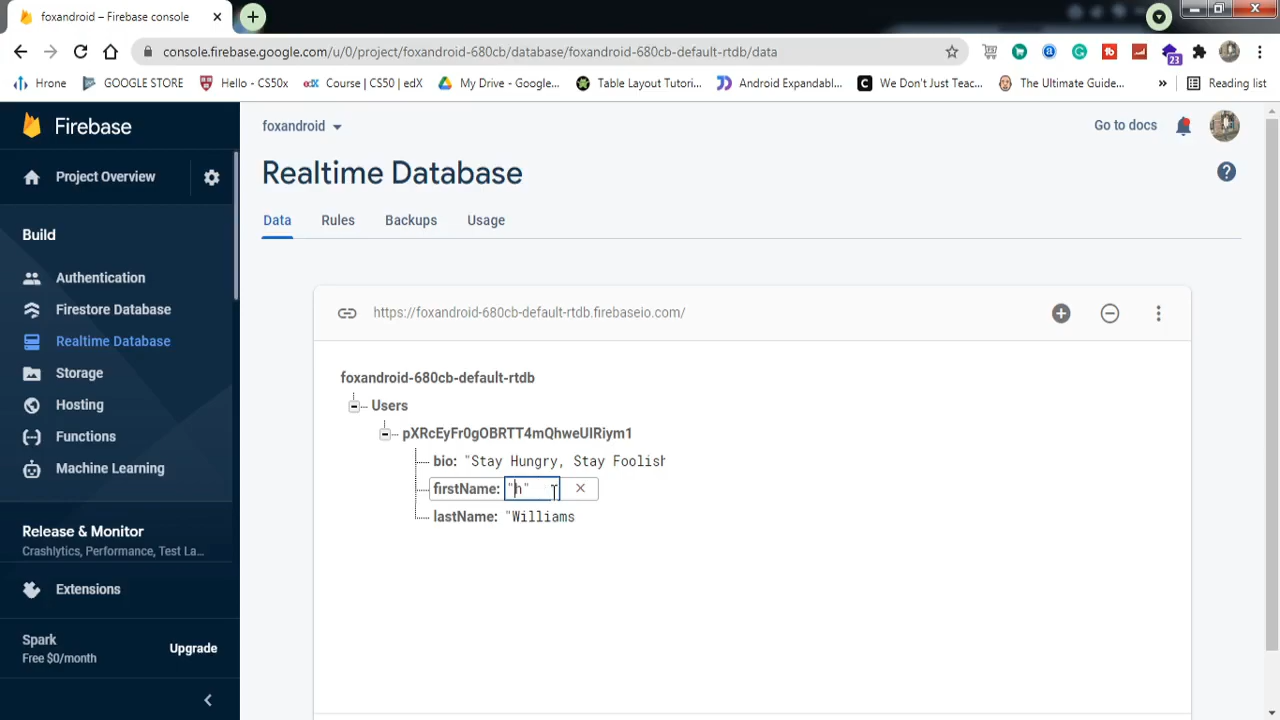 foxandroid – Firebase console
console.firebase.google.com/u/0/project/foxandroid-680cb/database/foxandroid-680cb-default-rtdb/data
23
Hrone
GOOGLE STORE
Hello - CS50x
edX
Course | CS50 | edX
My Drive - Google...
Table Layout Tutori...
Android Expandabl...
We Don't Just Teac...
The Ultimate Guide...
»
Reading list
Firebase
foxandroid
Go to docs
Project Overview
Realtime Database
Data
Rules
Backups
Usage
Build
Authentication
Firestore Database
Realtime Database
Storage
Hosting
Functions
Machine Learning
Release & Monitor
Crashlytics, Performance, Test La...
Extensions
Spark
Free $0/month
Upgrade
https://foxandroid-680cb-default-rtdb.firebaseio.com/
foxandroid-680cb-default-rtdb
Users
pXRcEyFr0gOBRTT4mQhweUIRiym1
bio: "Stay Hungry, Stay Foolish
firstName: "h"
lastName: "Williams